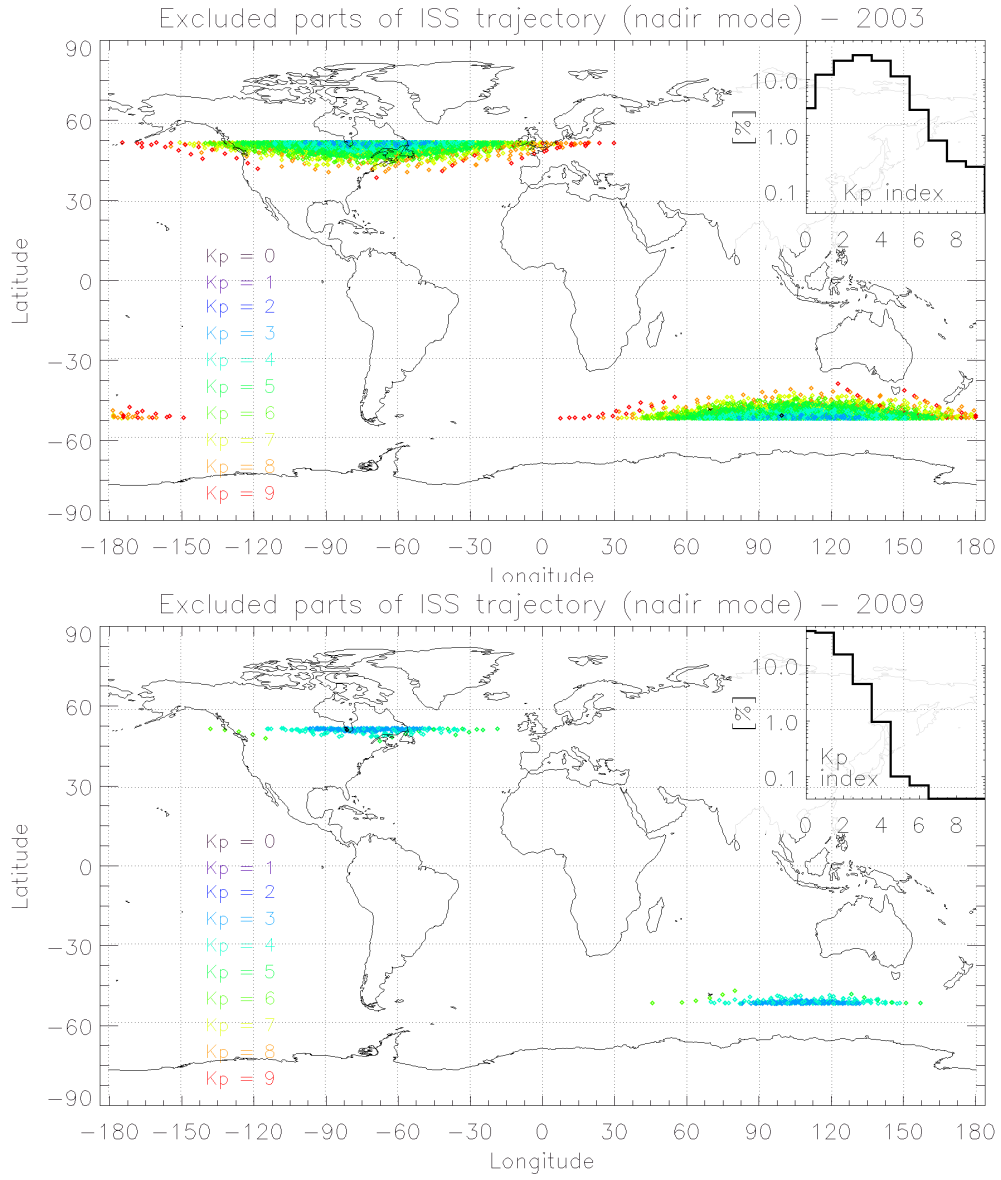 Excluded parts of ISS trajectory (nadir mode) − 2003
90
60
30
0
−30
−60
−90
Latitude
10.0
1.0
0.1
[%]
Kp index
0 2 4 6 8
Kp = 0
Kp = 1
Kp = 2
Kp = 3
Kp = 4
Kp = 5
Kp = 6
Kp = 7
Kp = 8
Kp = 9
−180 −150 −120 −90 −60 −30 0 30 60 90 120 150 180
Longitude
Excluded parts of ISS trajectory (nadir mode) − 2009
90
60
30
0
−30
−60
−90
Latitude
10.0
1.0
0.1
[%]
Kp
index
0 2 4 6 8
Kp = 0
Kp = 1
Kp = 2
Kp = 3
Kp = 4
Kp = 5
Kp = 6
Kp = 7
Kp = 8
Kp = 9
−180 −150 −120 −90 −60 −30 0 30 60 90 120 150 180
Longitude